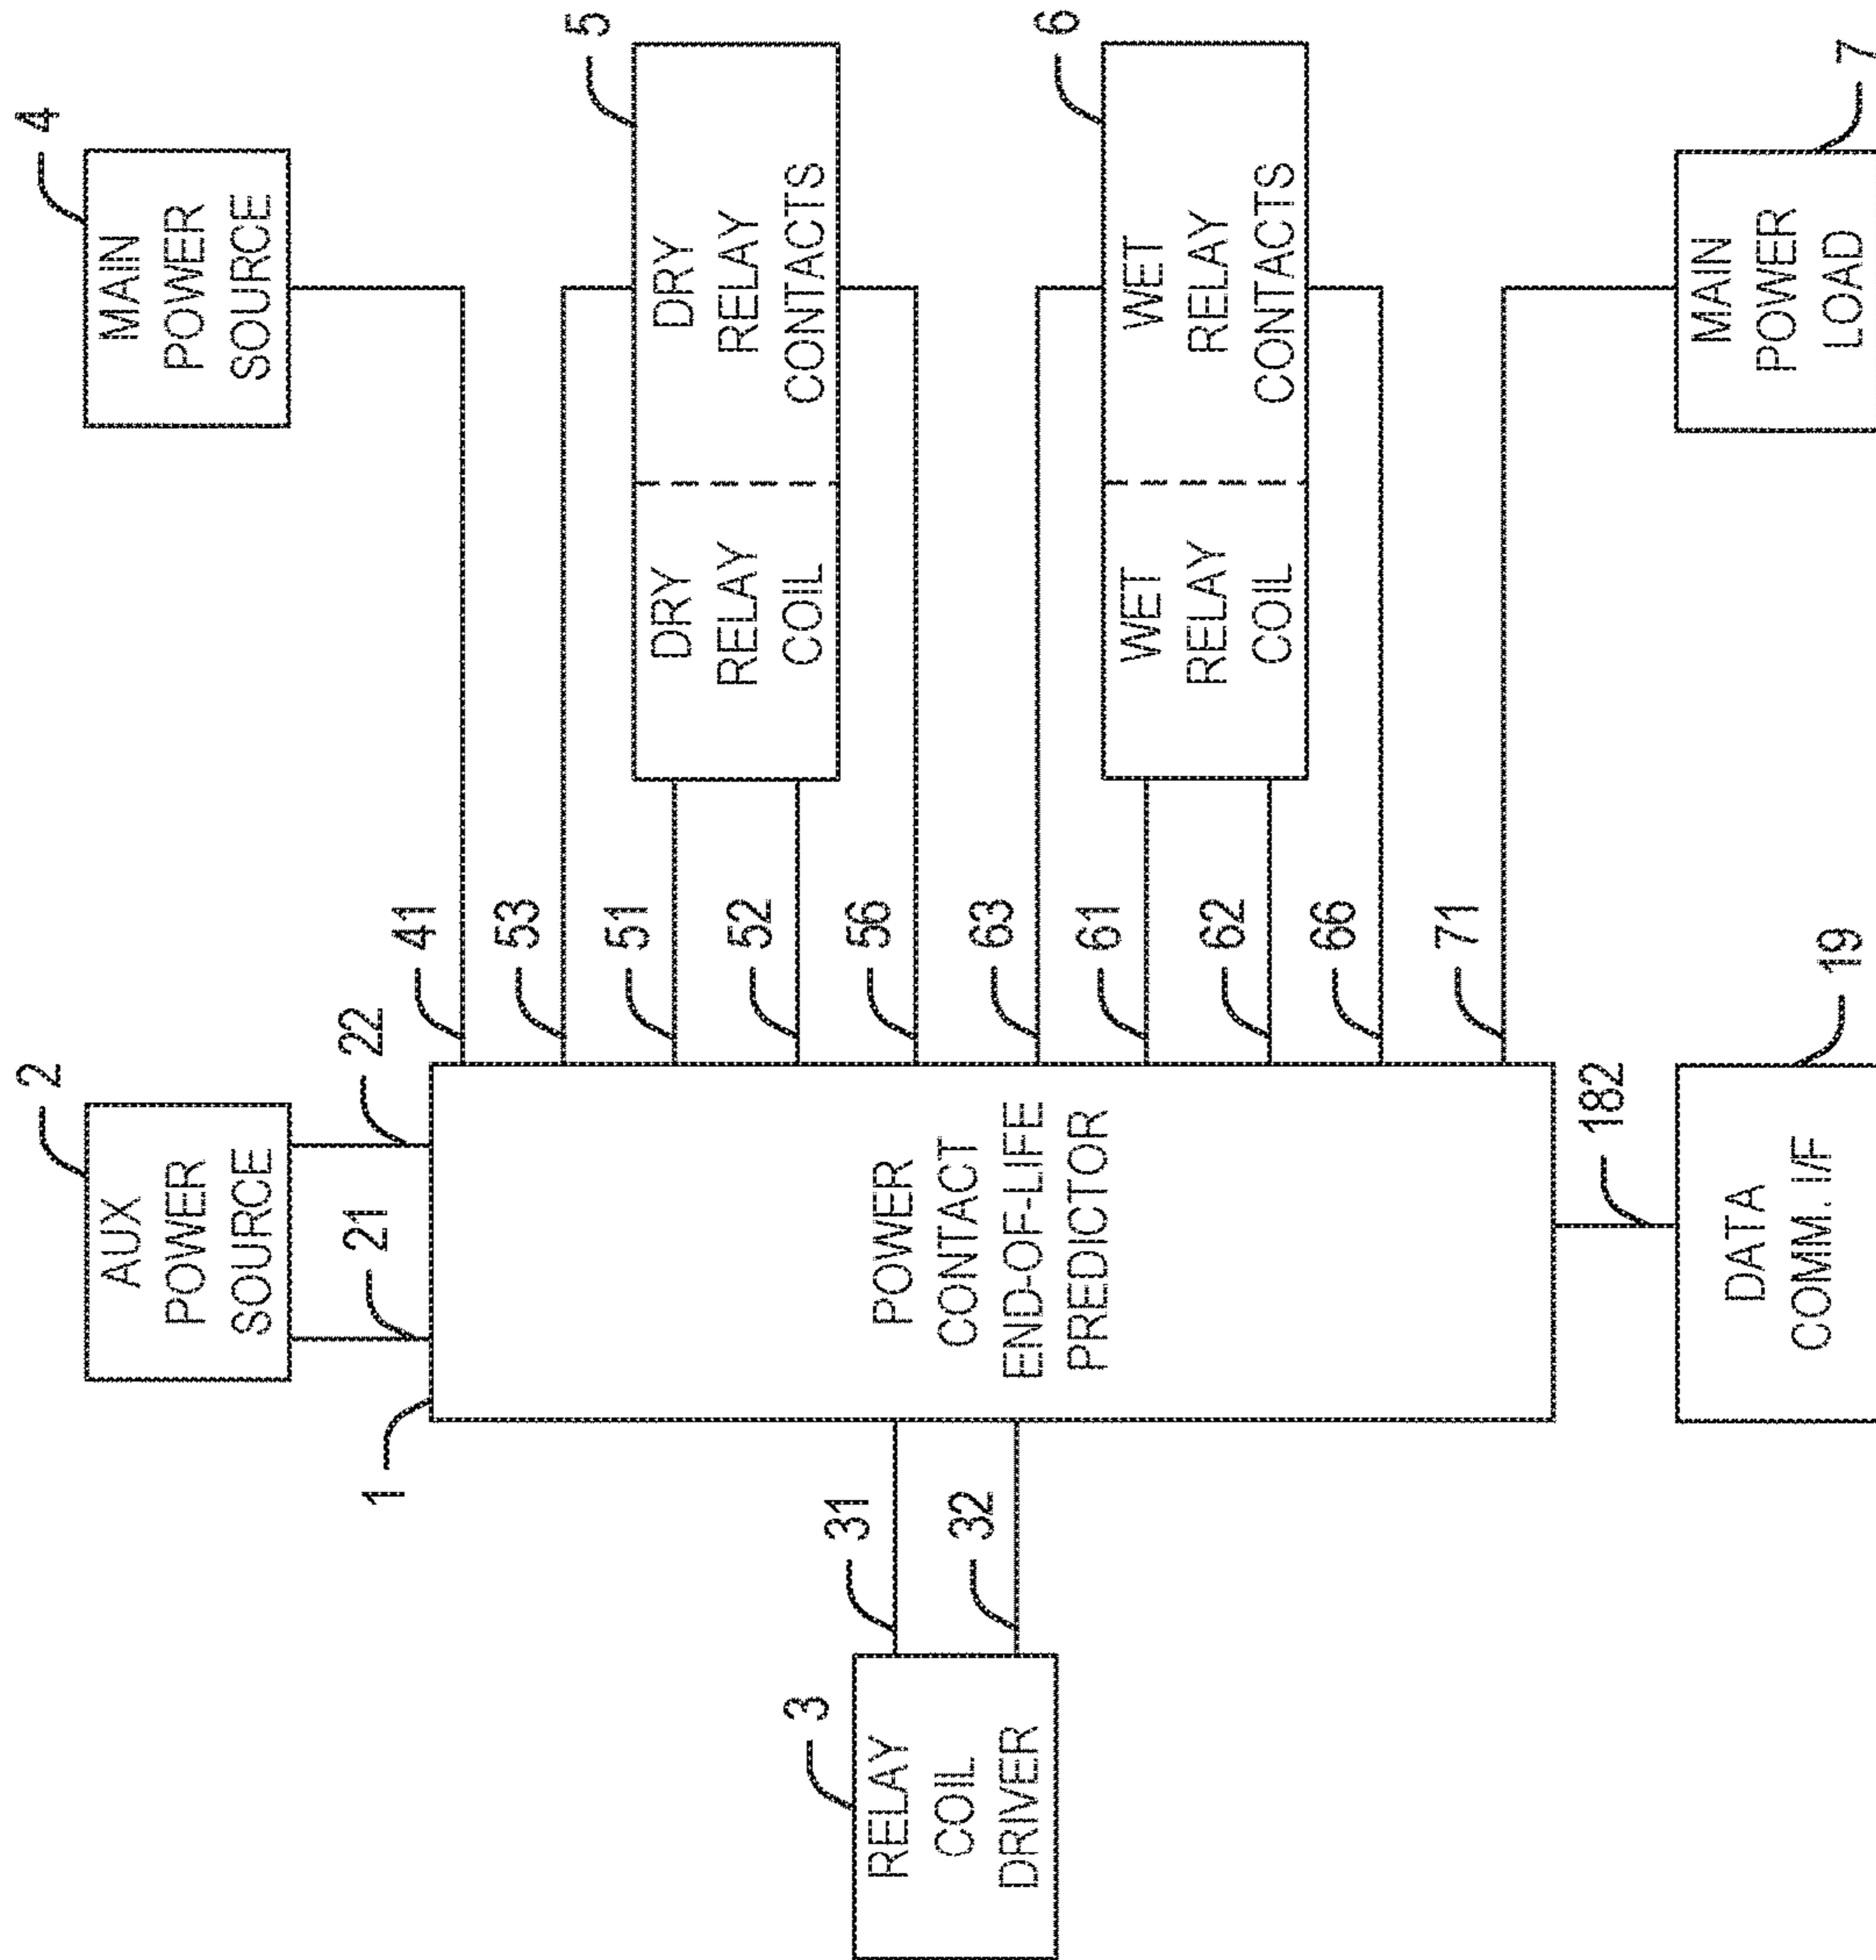 2
AUX
POWER
SOURCE
4
MAIN
POWER
SOURCE
21
22
1
41
53
51
52
56
63
61
62
66
71
31
32
3
RELAY
COIL
DRIVER
POWER
CONTACT
END-OF-LIFE
PREDICTOR
5
DRY
RELAY
COIL
DRY
RELAY
CONTACTS
6
WET
RELAY
COIL
WET
RELAY
CONTACTS
182
19
DATA
COMM. I/F
7
MAIN
POWER
LOAD